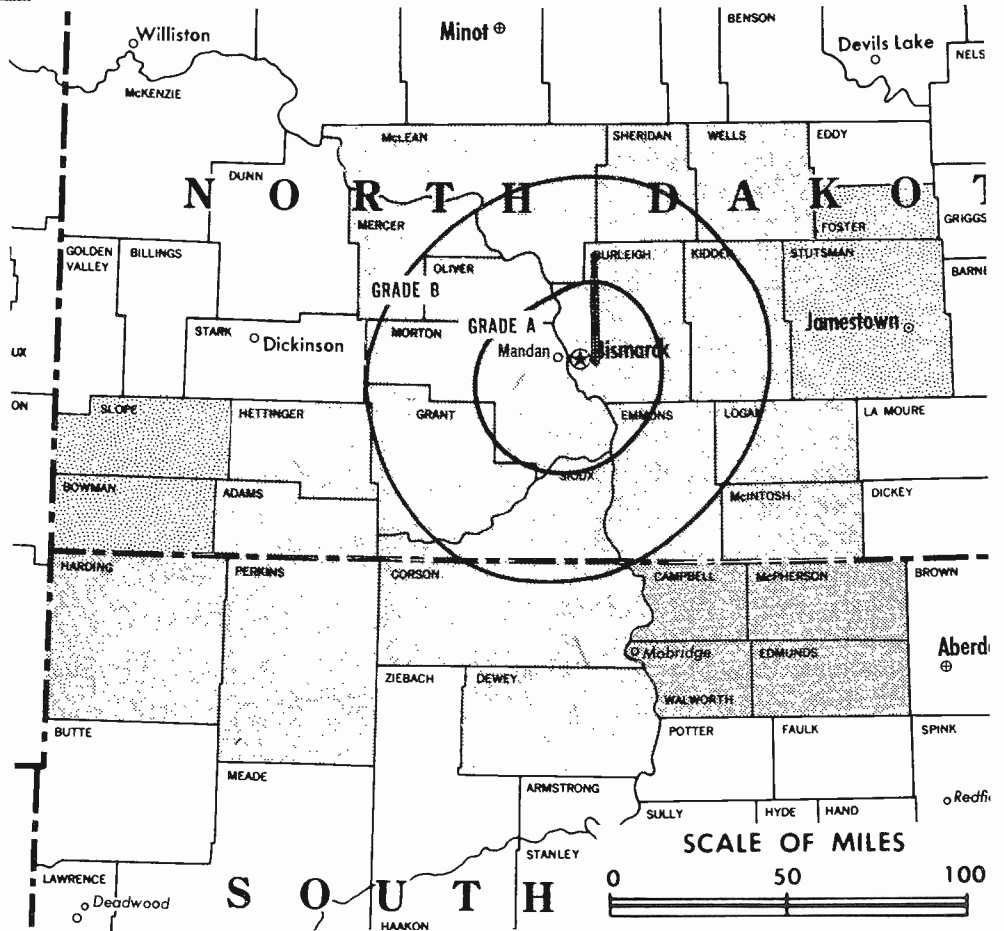 BENSON
Williston
Minot
Devils Lake
NELS
McKENZIE
McLEAN
SHERIDAN
WELLS
EDDY
DUNN
NORTH DAKOT
MERCER
FOSTER
GRIGGS
GOLDEN
VALLEY
BILLINGS
OLIVER
BURLEIGH
KIDDER
STUTSMAN
BARNE
GRADE B
STARK
Dickinson
MORTON
GRADE A
Mandan
Bismarck
Jamestown
UX
ON
SLOPE
HETTINGER
GRANT
EMMONS
LOGAN
LA MOURE
BOWMAN
ADAMS
SIOUX
McINTOSH
DICKEY
HARDING
PERKINS
CORSON
CAMPBELL
McPHERSON
BROWN
Mobridge
EDMUNDS
Aberd
ZIEBACH
DEWEY
WALWORTH
BUTTE
POTTER
FAULK
SPINK
MEADE
ARMSTRONG
SULLY
HYDE
HAND
Redfi
SCALE OF MILES
STANLEY
LAWRENCE
Deadwood
SOUTH
0 50 100
HAAKON